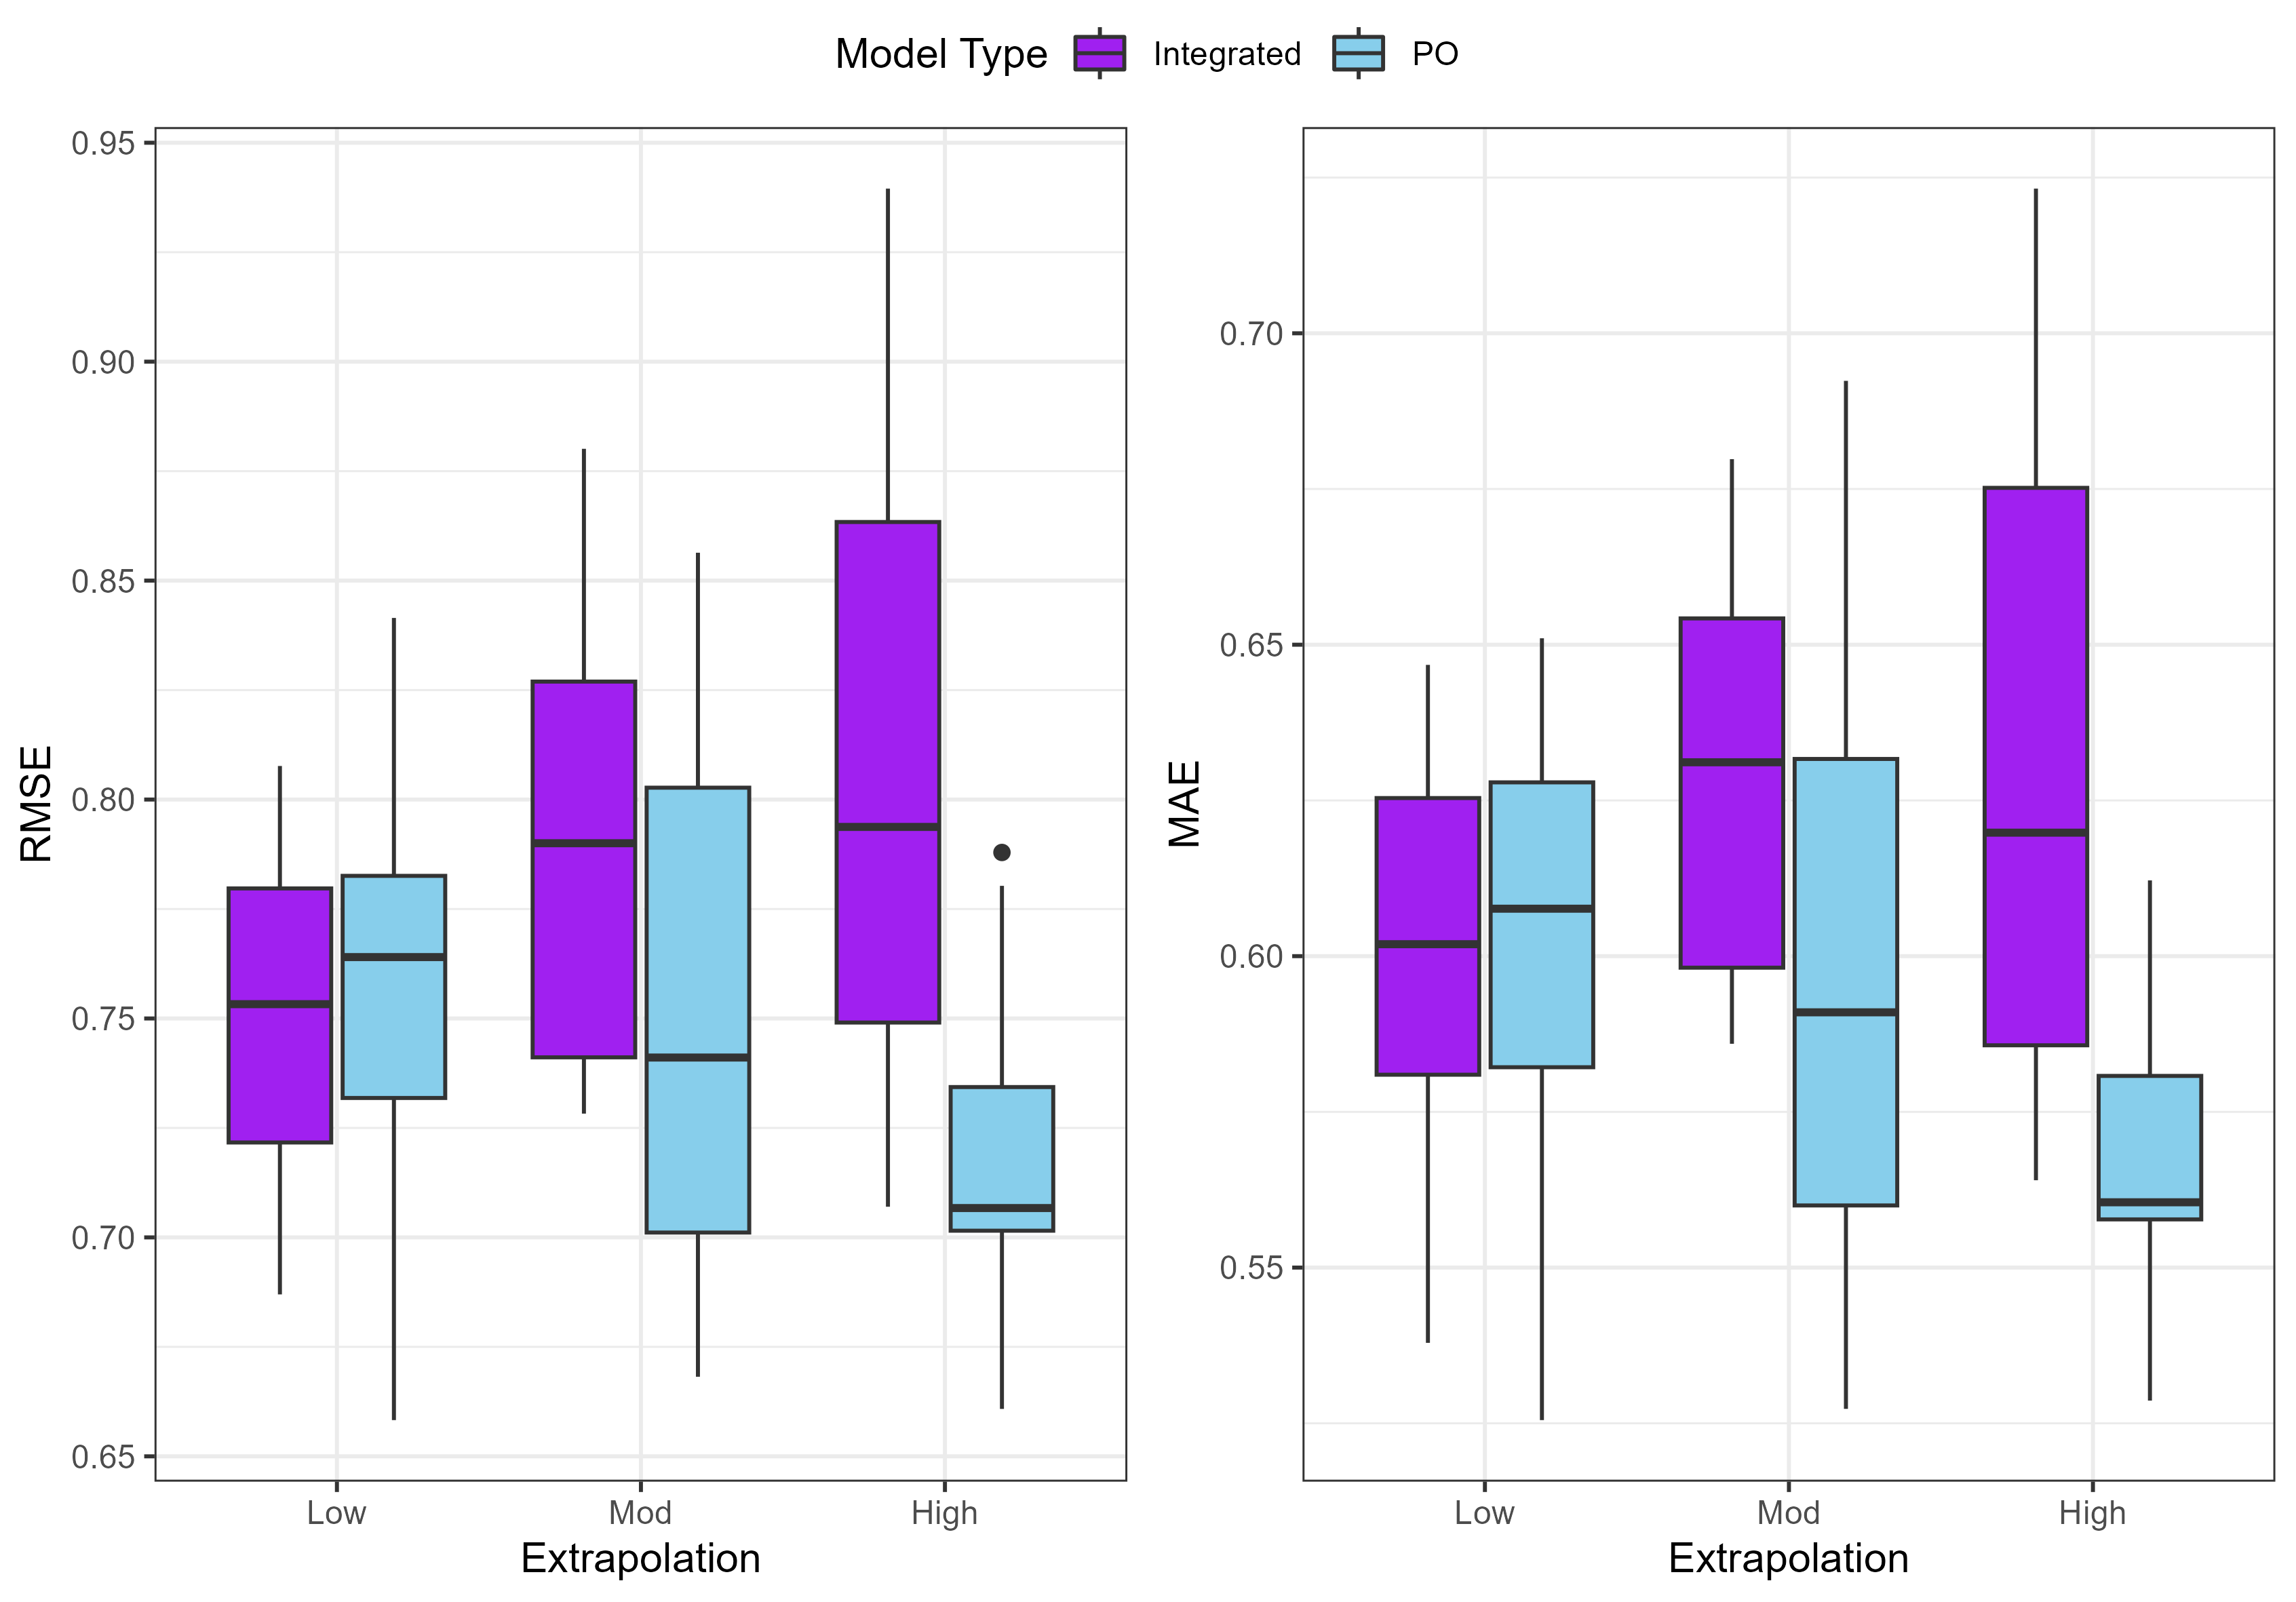 Model Type Integrated PO
RMSE
0.95
0.90
0.85
0.80
0.75
0.70
0.65
Low Mod High
Extrapolation
MAE
0.70
0.65
0.60
0.55
Low Mod High
Extrapolation